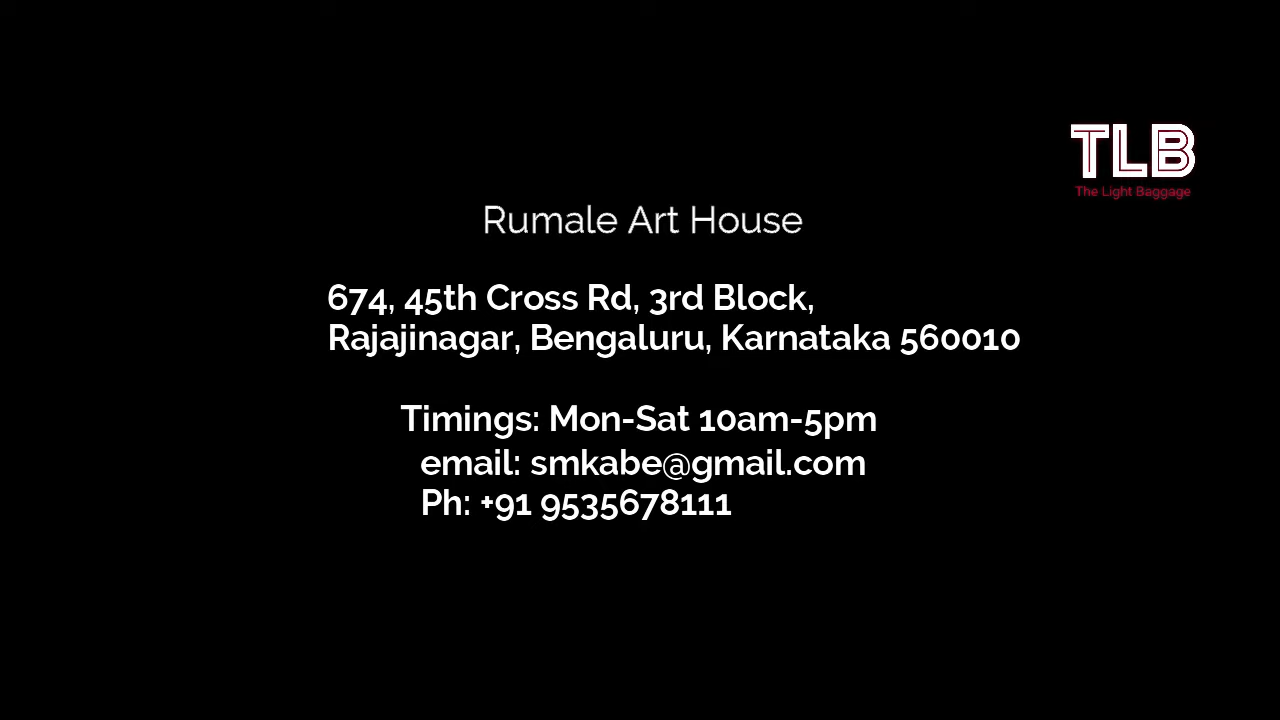 TLB
The Light Baggage
Rumale Art House
674, 45th Cross Rd, 3rd Block,
Rajajinagar, Bengaluru, Karnataka 560010
Timings: Mon-Sat 10am-5pm
email: smkabe@gmail.com
Ph: +91 9535678111